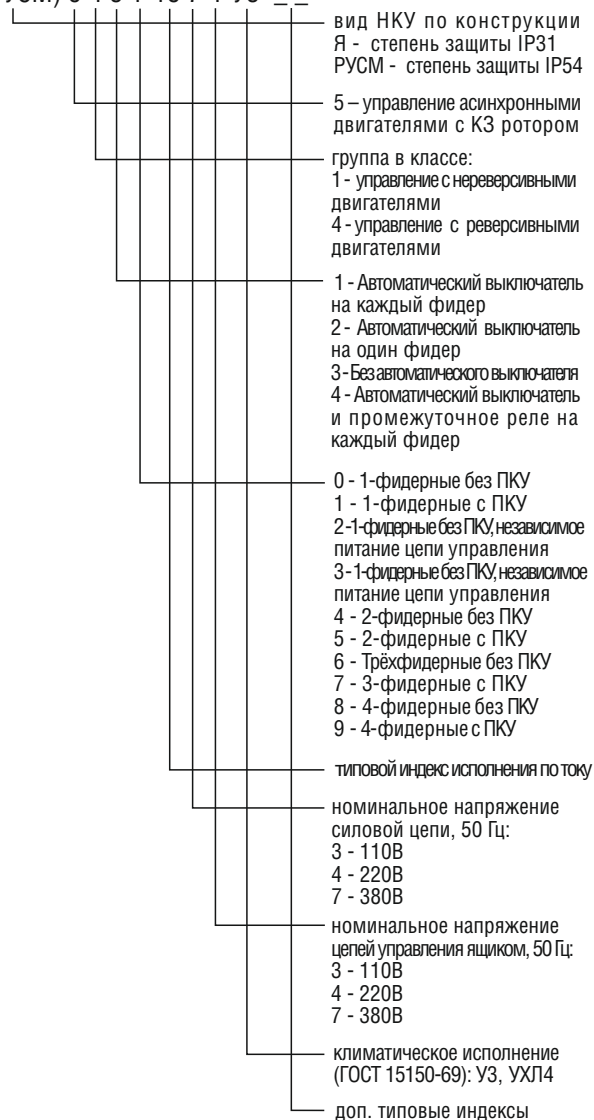 вид НКУ по конструкции
Я - степень защиты IP31
РУСМ - степень защиты IP54
5 – управление асинхронными
двигателями с КЗ ротором
группа в классе:
1 - управление с нереверсивными
двигателями
4 - управление с реверсивными
двигателями
1 - Автоматический выключатель
на каждый фидер
2 - Автоматический выключатель
на один фидер
3 - Без автоматического выключателя
4 - Автоматический выключатель
и промежуточное реле на
каждый фидер
0 - 1-фидерные без ПКУ
1 - 1-фидерные с ПКУ
2 -1-фидерные без ПКУ, независимое
питание цепи управления
3 - 1-фидерные без ПКУ, независимое
питание цепи управления
4 - 2-фидерные без ПКУ
5 - 2-фидерные с ПКУ
6 - Трёхфидерные без ПКУ
7 - 3-фидерные с ПКУ
8 - 4-фидерные без ПКУ
9 - 4-фидерные с ПКУ
типовой индекс исполнения по току
номинальное напряжение
силовой цепи, 50 Гц:
3 - 110В
4 - 220В
7 - 380В
номинальное напряжение
цепей управления ящиком, 50 Гц:
3 - 110В
4 - 220В
7 - 380В
климатическое исполнение
(ГОСТ 15150-69): У3, УХЛ4
доп. типовые индексы